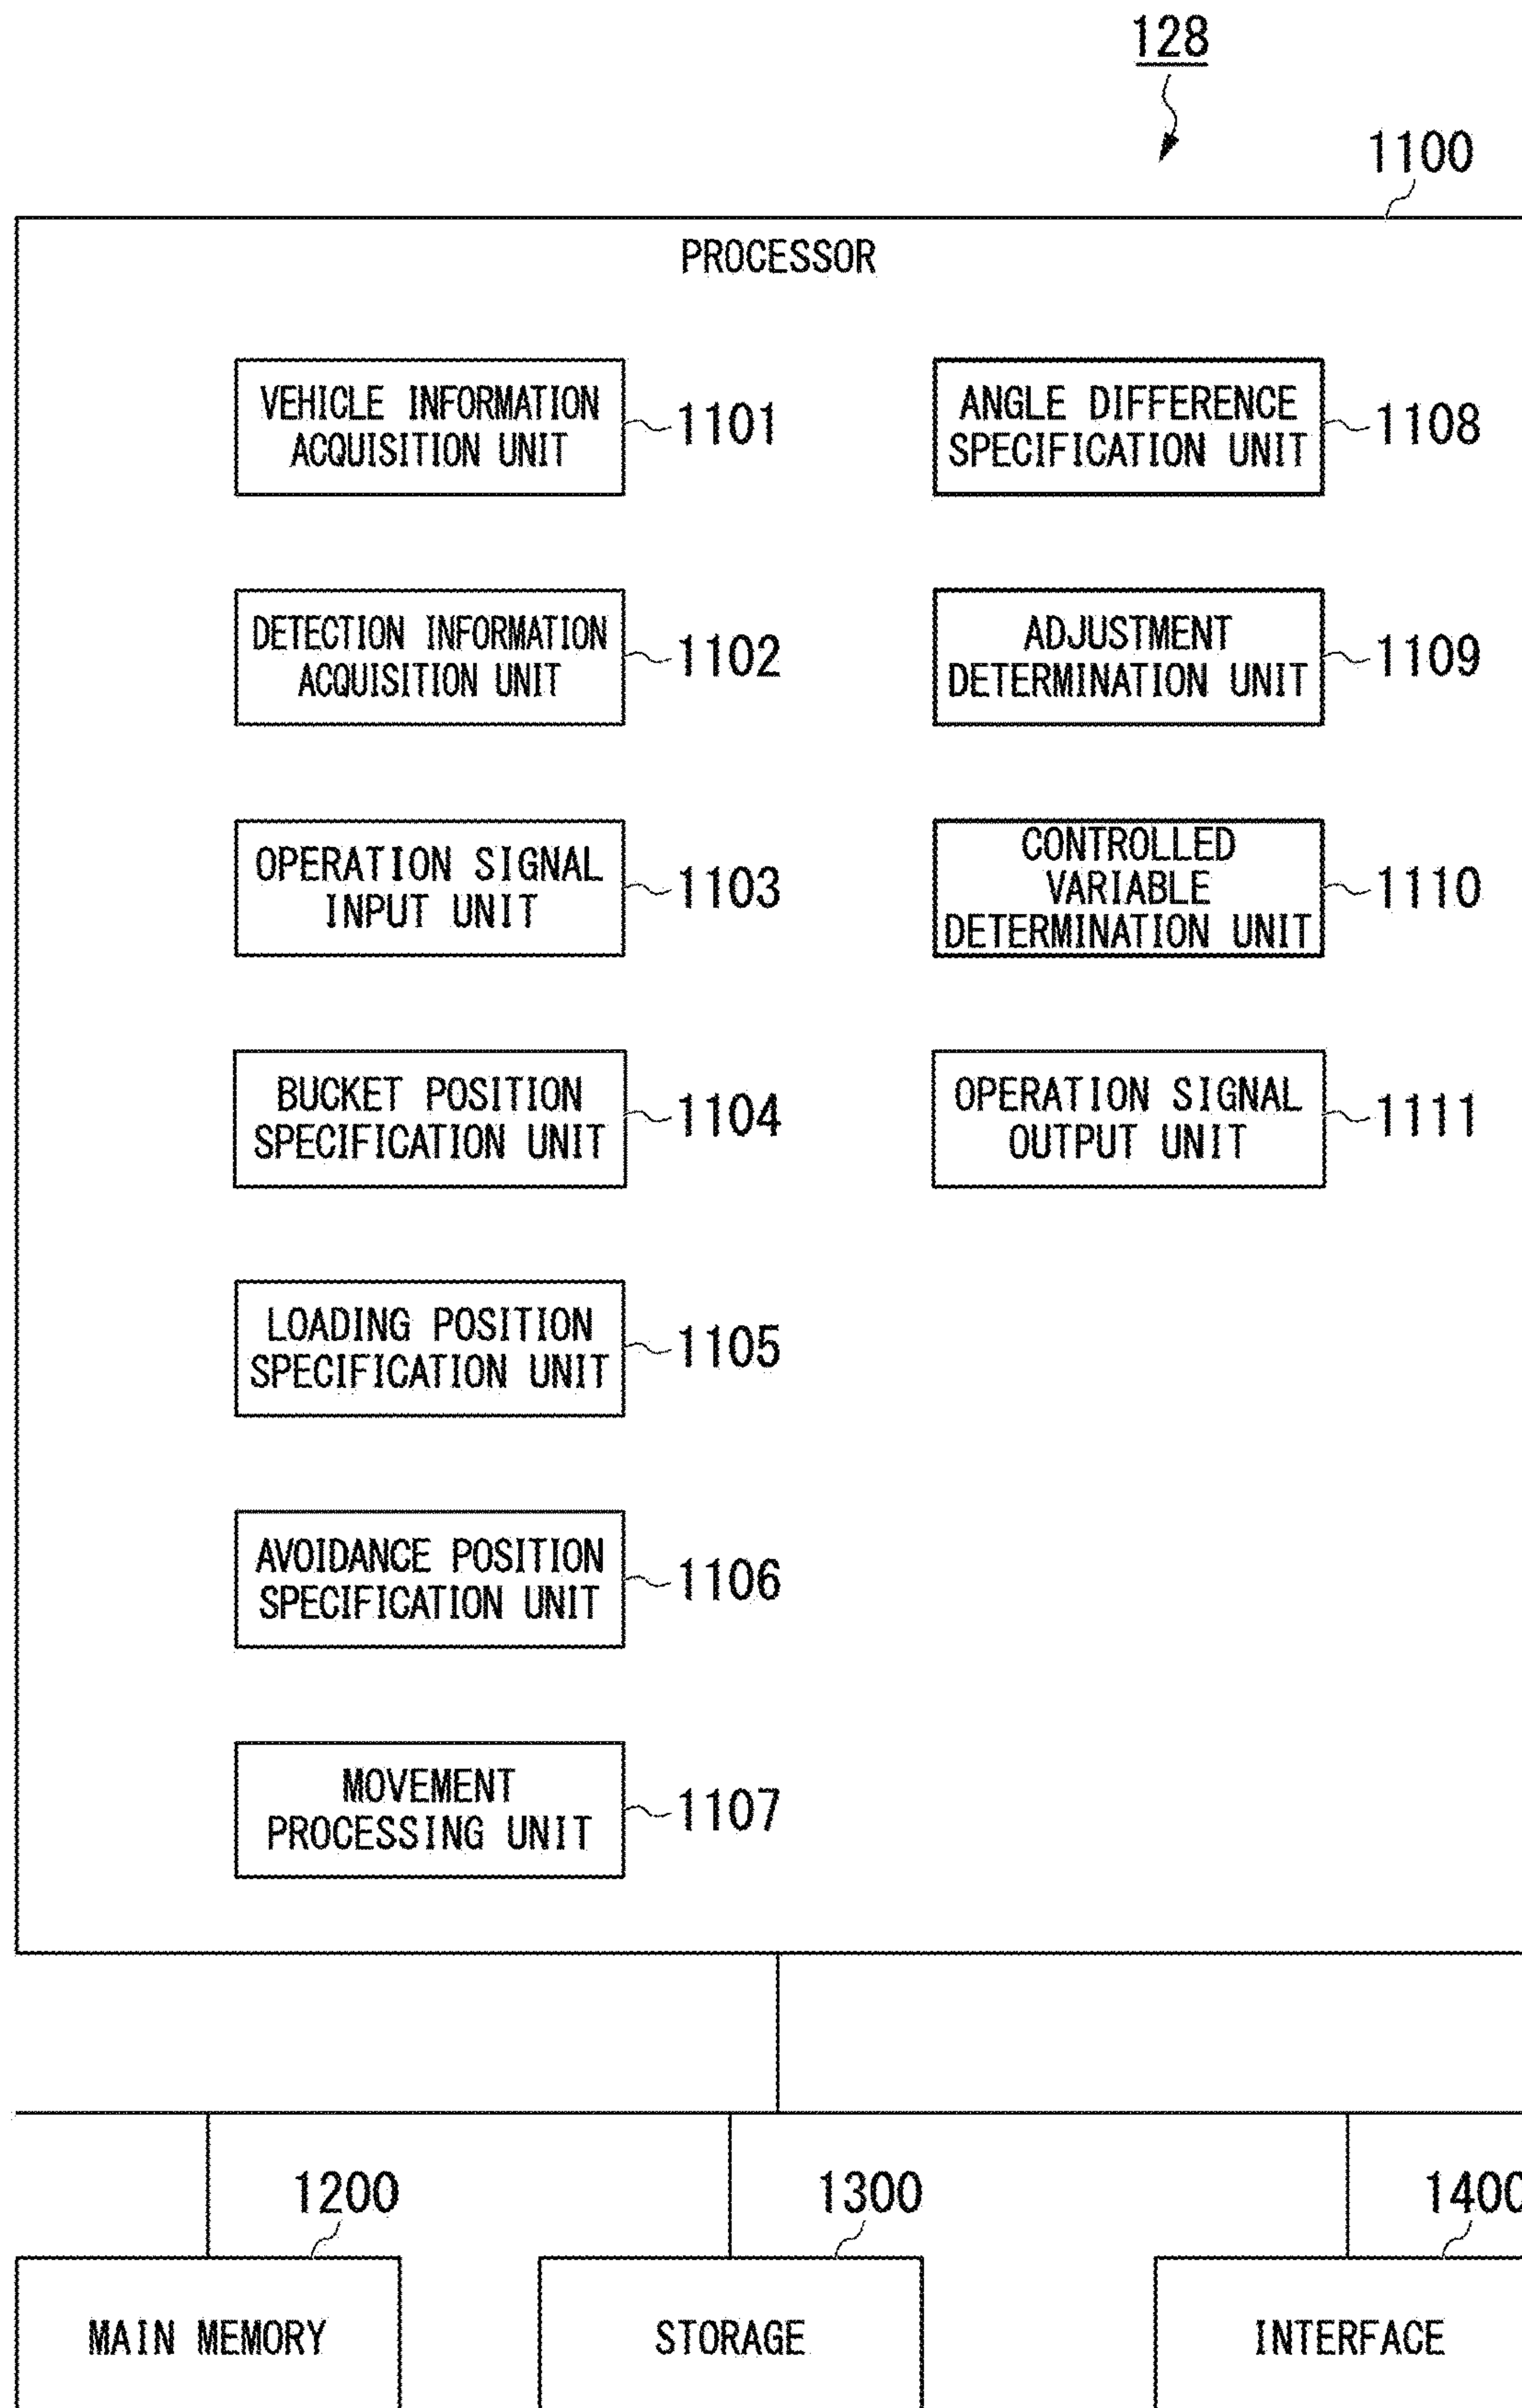 128
1100
PROCESSOR
VEHICLE INFORMATION
ACQUISITION UNIT
1101
DETECTION INFORMATION
ACQUISITION UNIT
1102
OPERATION SIGNAL
INPUT UNIT
1103
BUCKET POSITION
SPECIFICATION UNIT
1104
LOADING POSITION
SPECIFICATION UNIT
1105
AVOIDANCE POSITION
SPECIFICATION UNIT
1106
MOVEMENT
PROCESSING UNIT
1107
ANGLE DIFFERENCE
SPECIFICATION UNIT
1108
ADJUSTMENT
DETERMINATION UNIT
1109
CONTROLLED
VARIABLE
DETERMINATION UNIT
1110
OPERATION SIGNAL
OUTPUT UNIT
1111
1200
MAIN MEMORY
1300
STORAGE
1400
INTERFACE